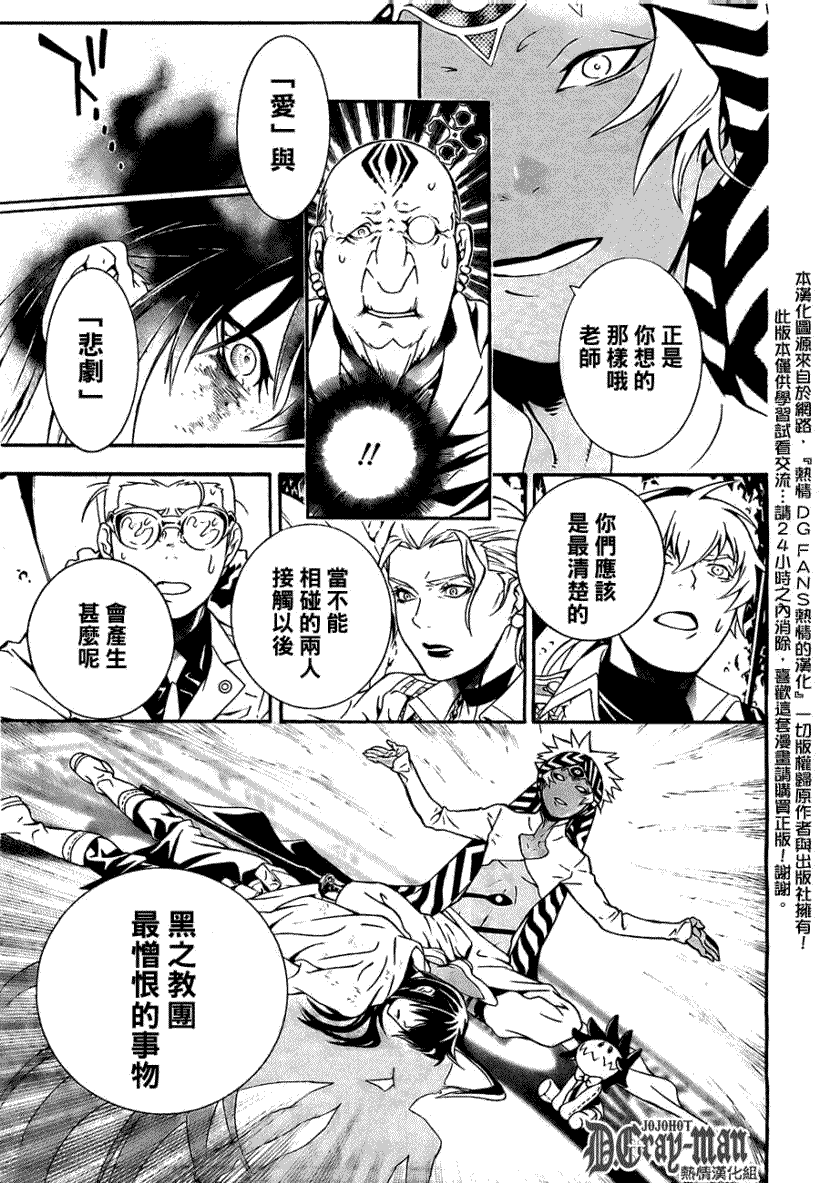 正是
你想的
那樣哦
老師
「愛」與
!!
「悲劇」
你們應該
是最清楚的
當不能
相碰的兩人
接觸以後
會產生
甚麼呢
黑之教團
最憎恨的事物
本漢化圖源來自於網路，『熱情DG FANS熱情的漢化』一切版權歸原作者與出版社擁有！
此版本僅供學習試看交流…請24小時之內消除，喜歡這套漫畫請購買正版！謝謝。
JOJOHOT
D.Gray-man
熱情漢化組